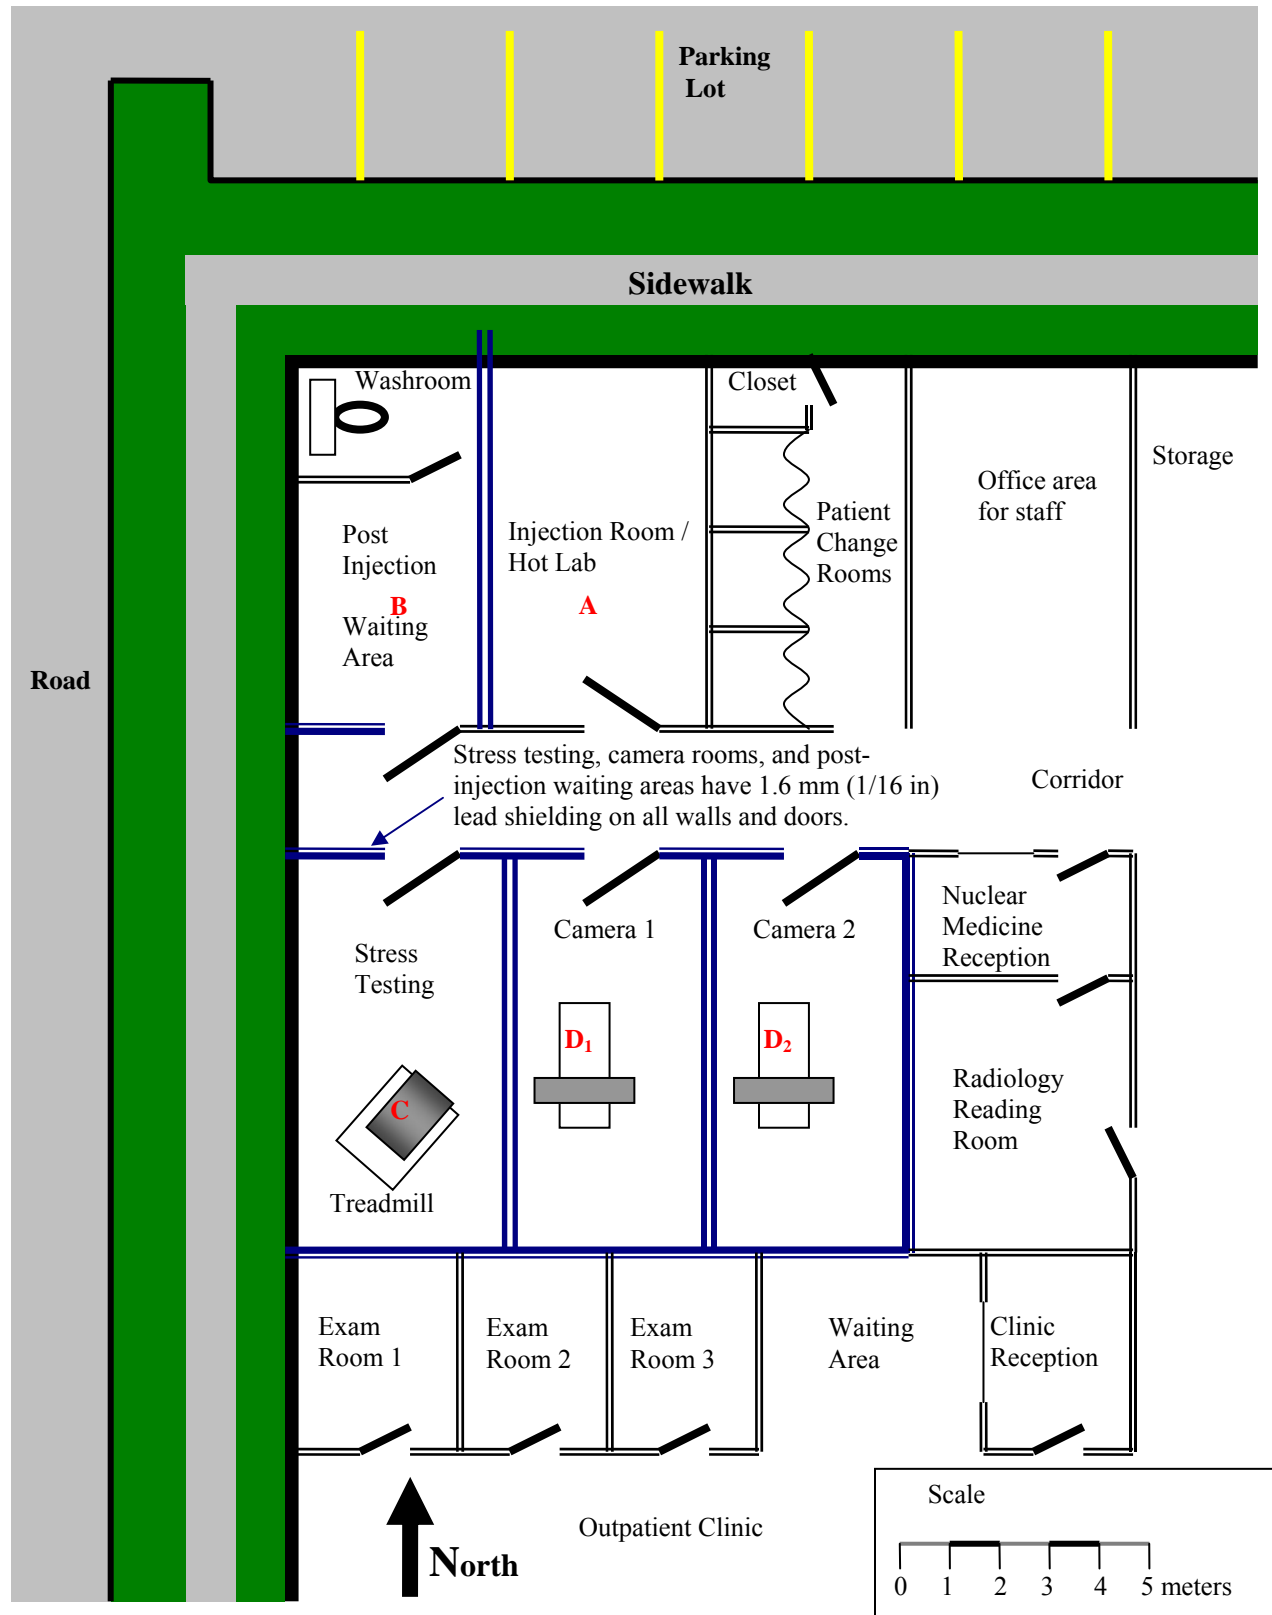 Parking
Lot
Sidewalk
Washroom
Closet
Storage
Office area
for staff
Post
Injection
B
Waiting
Area
Injection Room /
Hot Lab
A
Patient
Change
Rooms
Road
Stress testing, camera rooms, and post-
injection waiting areas have 1.6 mm (1/16 in)
lead shielding on all walls and doors.
Corridor
Nuclear
Medicine
Reception
Camera 1
Camera 2
Stress
Testing
D₁
D₂
C
Radiology
Reading
Room
Treadmill
Exam
Room 1
Exam
Room 2
Exam
Room 3
Waiting
Area
Clinic
Reception
Scale
0 1 2 3 4 5 meters
Outpatient Clinic
North